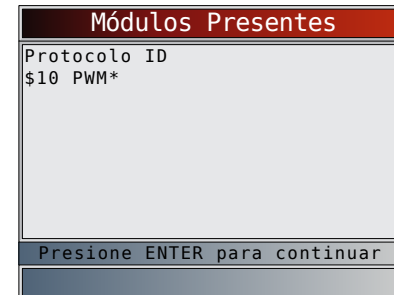 Módulos Presentes
Protocolo ID
$10 PWM*
Presione ENTER para continuar